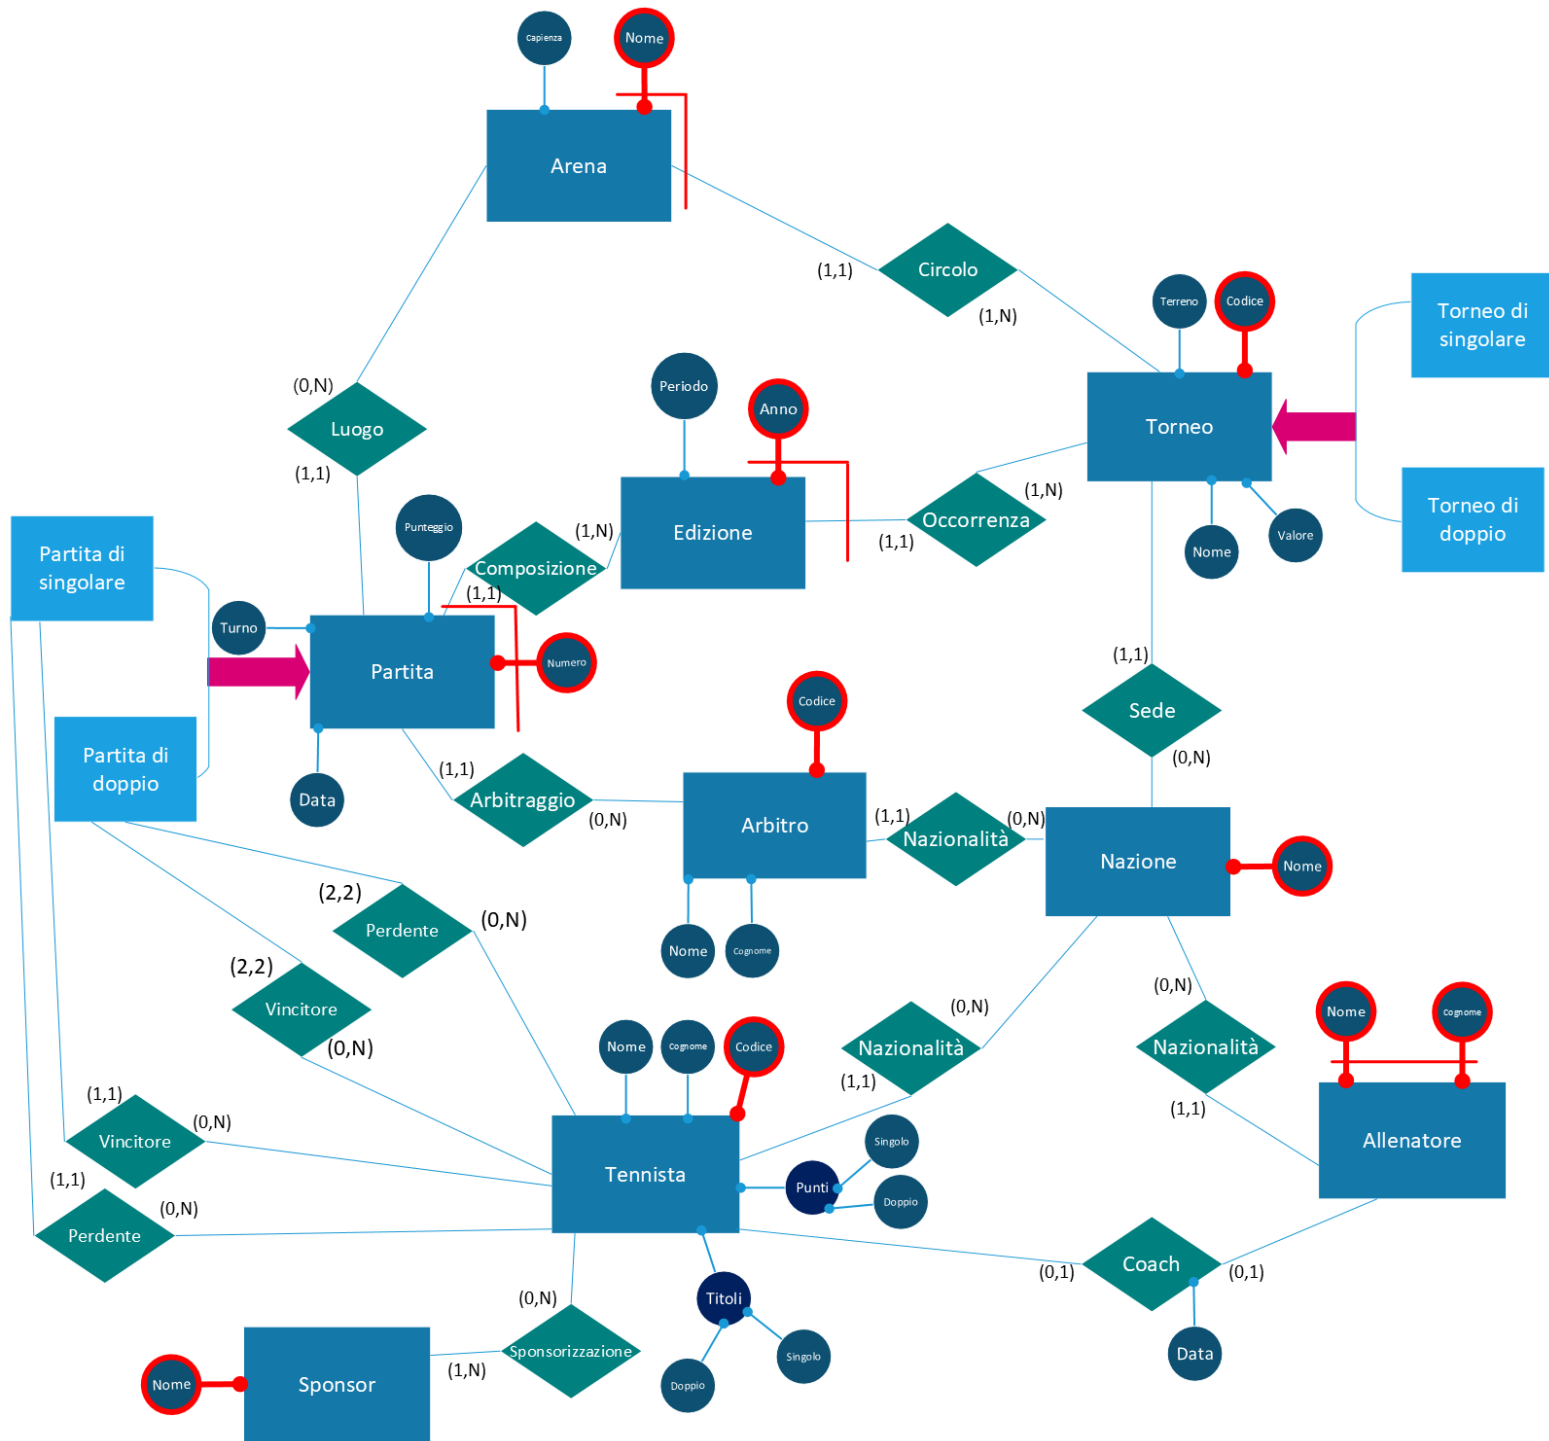 Capienza
Nome
Arena
(1,1)
Circolo
(1,N)
Terreno
Codice
Torneo di
singolare
(0,N)
Luogo
(1,1)
Periodo
Anno
Torneo
Punteggio
(1,N)
Composizione
(1,1)
Edizione
(1,1)
Occorrenza
(1,N)
Nome
Valore
Torneo di
doppio
Partita di
singolare
Turno
Partita
Numero
Partita di
doppio
Data
(1,1)
Sede
(0,N)
Codice
(1,1)
Arbitraggio
(0,N)
Arbitro
(1,1)
Nazionalità
(0,N)
Nazione
Nome
Nome
Cognome
(2,2)
Perdente
(0,N)
(2,2)
Vincitore
(0,N)
(0,N)
Nazionalità
(1,1)
(0,N)
Nazionalità
(1,1)
Nome
Cognome
Allenatore
Nome
Cognome
Codice
(1,1)
Vincitore
(0,N)
(1,1)
Perdente
(0,N)
Tennista
Punti
Singolo
Doppio
(0,1)
Coach
(0,1)
Data
Titoli
Doppio
Singolo
(0,N)
Sponsorizzazione
(1,N)
Nome
Sponsor